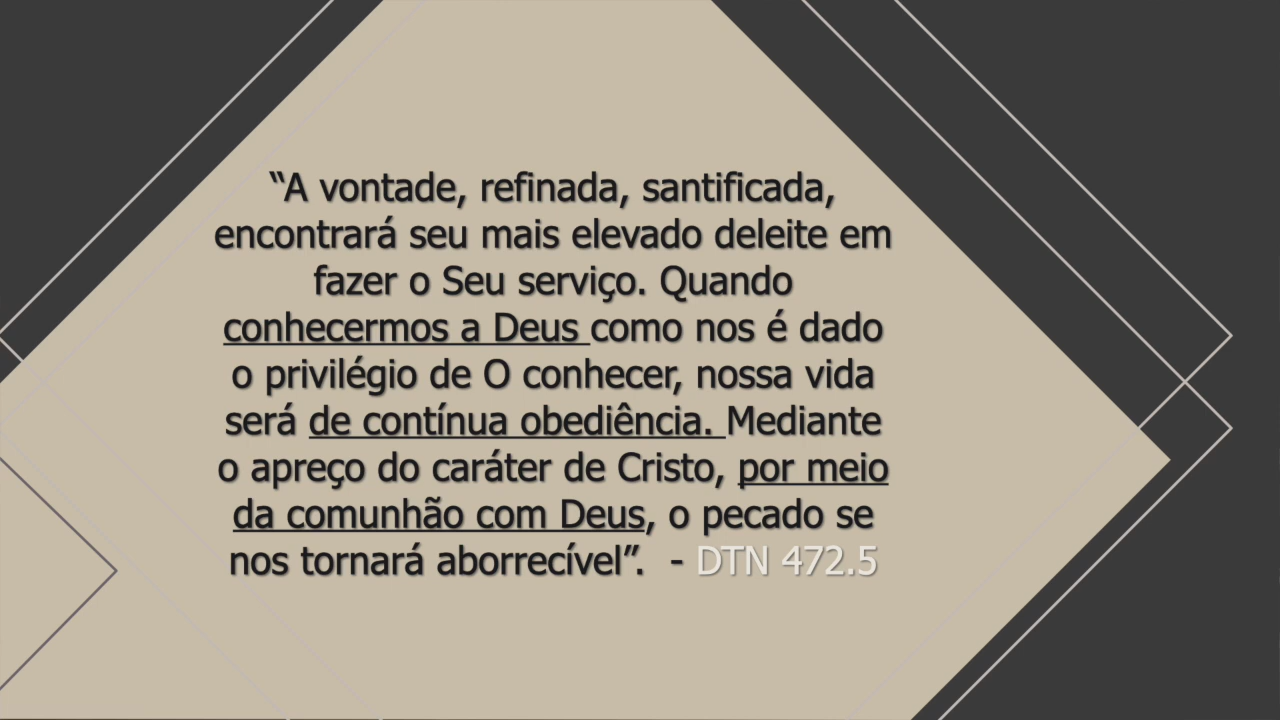 “A vontade, refinada, santificada,
encontrará seu mais elevado deleite em
fazer o Seu serviço. Quando
conhecermos a Deus como nos é dado
o privilégio de O conhecer, nossa vida
será de contínua obediência. Mediante
o apreço do caráter de Cristo, por meio
da comunhão com Deus, o pecado se
nos tornará aborrecível”. - DTN 472.5